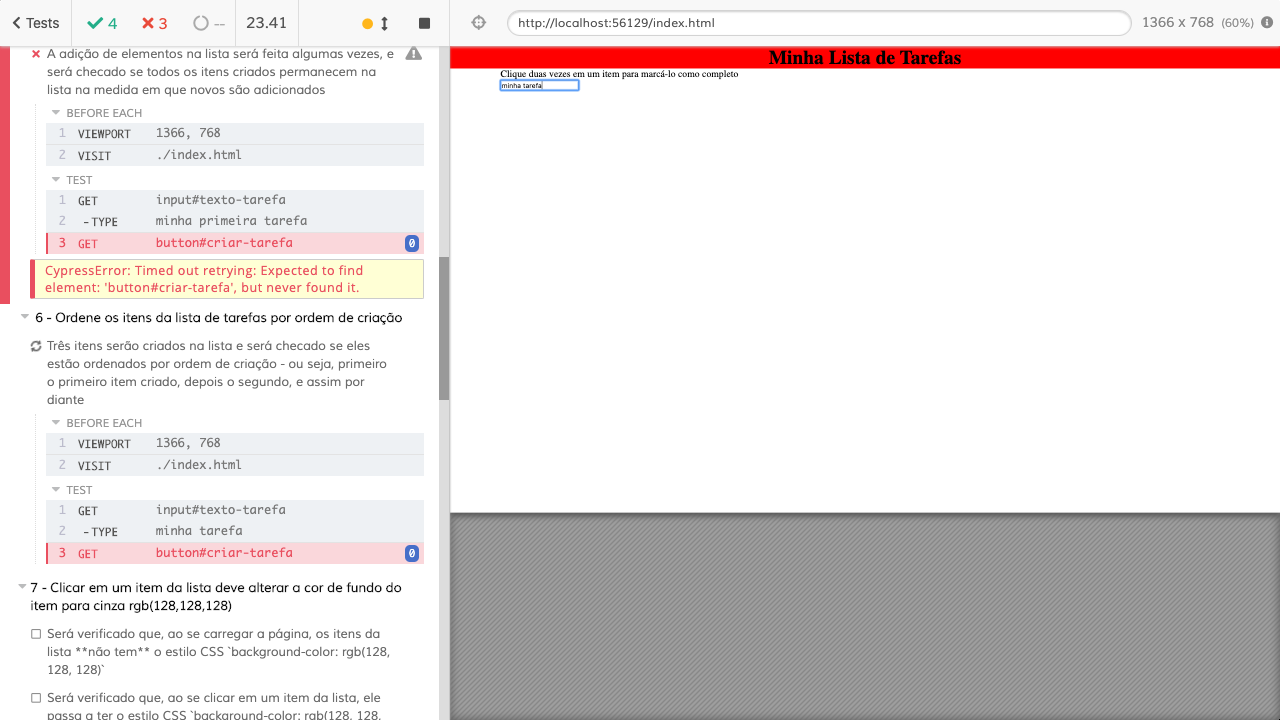 Tests
4
3
--
23.41
http://localhost:56129/index.html
1366 x 768 (60%)
A adição de elementos na lista será feita algumas vezes, e
será checado se todos os itens criados permanecem na
lista na medida em que novos são adicionados
BEFORE EACH
1 VIEWPORT 1366, 768
2 VISIT ./index.html
TEST
1 GET input#texto-tarefa
2 -TYPE minha primeira tarefa
3 GET button#criar-tarefa 0
CypressError: Timed out retrying: Expected to find
element: 'button#criar-tarefa', but never found it.
6 - Ordene os itens da lista de tarefas por ordem de criação
Três itens serão criados na lista e será checado se eles
estão ordenados por ordem de criação - ou seja, primeiro
o primeiro item criado, depois o segundo, e assim por
diante
BEFORE EACH
1 VIEWPORT 1366, 768
2 VISIT ./index.html
TEST
1 GET input#texto-tarefa
2 -TYPE minha tarefa
3 GET button#criar-tarefa 0
7 - Clicar em um item da lista deve alterar a cor de fundo do
item para cinza rgb(128,128,128)
Será verificado que, ao se carregar a página, os itens da
lista **não tem** o estilo CSS `background-color: rgb(128,
128, 128)`
Será verificado que, ao se clicar em um item da lista, ele
passa a ter o estilo CSS `background-color: rgb(128, 128,
Minha Lista de Tarefas
Clique duas vezes em um item para marcá-lo como completo
minha tarefa